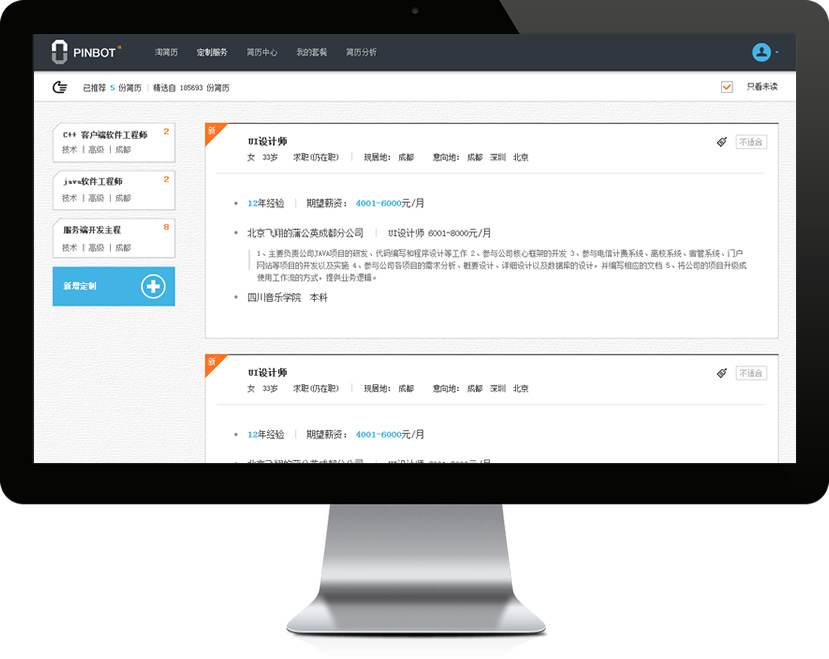 PINBOT 淘简历 定制服务 简历中心 我的套餐 简历分析
已推荐 5 份简历 | 精选自 185693 份简历 只看未读
C++ 客户端软件工程师 2
技术 | 高级 | 成都
java软件工程师 2
技术 | 高级 | 成都
服务端开发主程 8
技术 | 高级 | 成都
新增定制
新
UI设计师 不适合
女 33岁 求职(仍在职) | 现居地: 成都 意向地: 成都 深圳 北京
12年经验 | 期望薪资: 4001-6000元/月
北京飞翔的蒲公英成都分公司 | UI设计师 6001-8000元/月
1、主要负责公司JAVA项目的研发、代码编写和程序设计等工作 2、参与公司核心框架的开发 3、参与电信计费系统、高校系统、宿管系统、门户
网站等项目的开发以及实施 4、参与公司各项目的需求分析、概要设计、详细设计以及数据库的设计。并编写相应的文档 5、将公司的项目升级成
使用工作流的方式，提供业务逻辑。
四川音乐学院 本科
新
UI设计师 不适合
女 33岁 求职(仍在职) | 现居地: 成都 意向地: 成都 深圳 北京
12年经验 | 期望薪资: 4001-6000元/月